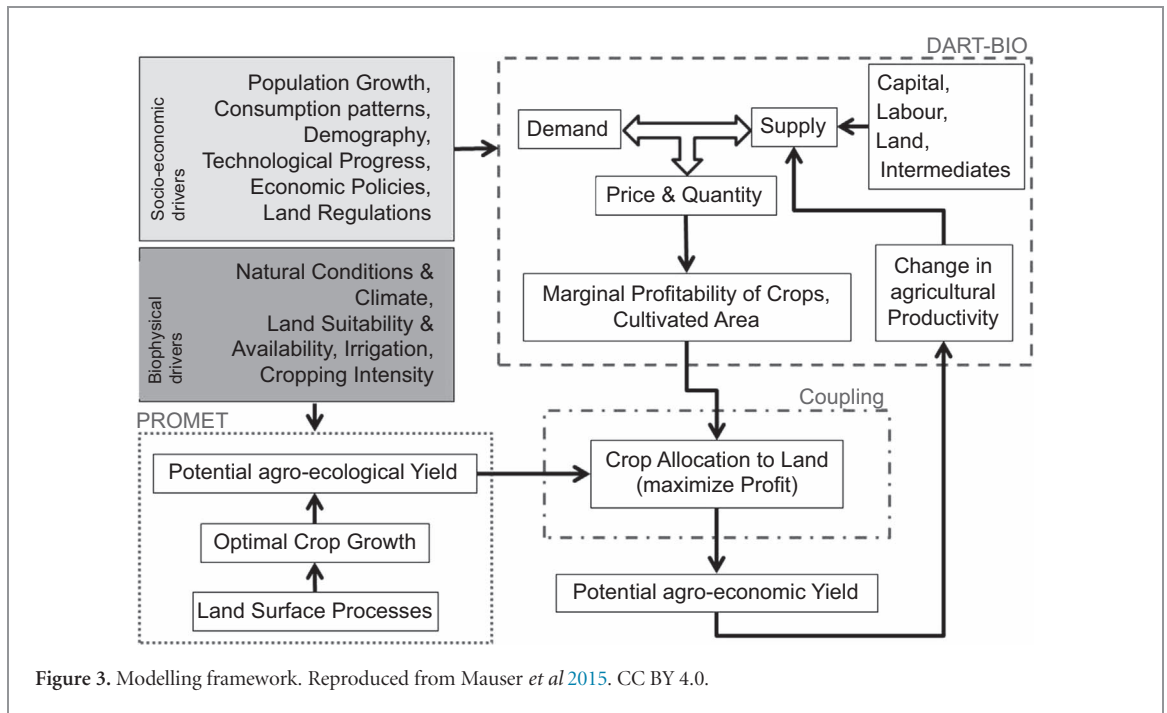 Socio-economic
drivers
Population Growth,
Consumption patterns,
Demography,
Technological Progress,
Economic Policies,
Land Regulations
Biophysical
drivers
Natural Conditions &
Climate,
Land Suitability &
Availability, Irrigation,
Cropping Intensity
DART-BIO
Demand
Supply
Capital,
Labour,
Land,
Intermediates
Price & Quantity
Marginal Profitability of Crops,
Cultivated Area
Change in
agricultural
Productivity
PROMET
Potential agro-ecological Yield
Optimal Crop Growth
Land Surface Processes
Coupling
Crop Allocation to Land
(maximize Profit)
Potential agro-economic Yield
Figure 3. Modelling framework. Reproduced from Mauser et al 2015. CC BY 4.0.